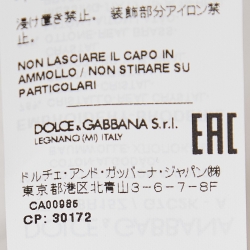 浸け置き禁止。 装飾部分アイロン禁
止。
NON LASCIARE IL CAPO IN
AMMOLLO / NON STIRARE SU
PARTICOLARI
DOLCE & GABBANA S.r.l.
LEGNANO (MI) ITALY
EAC
ドルチェ・アンド・ガッバーナ・ジャパン㈱
東京都港区北青山3-6-7-8F
CA00986
CP: 30172